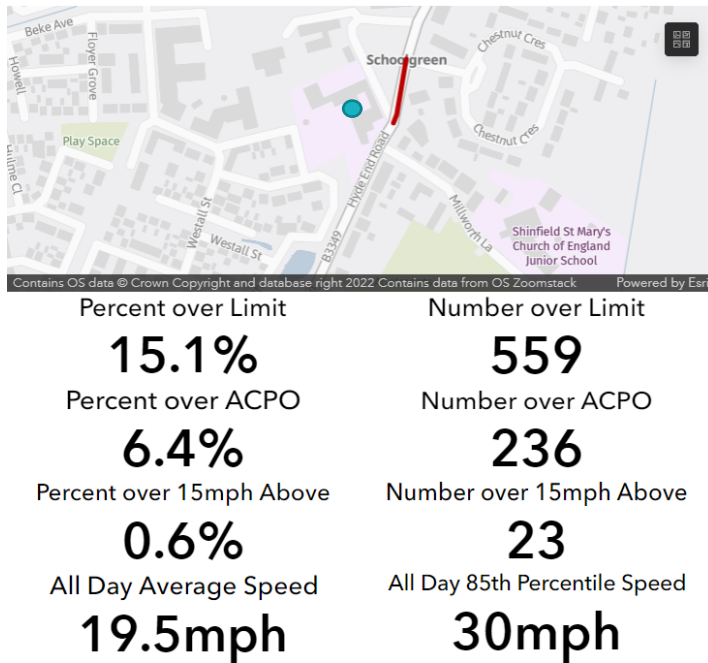 Beke Ave
Floyer Grove
Howell
Schoolgreen
Chestnut Cres
Play Space
Chestnut Cres
Hulme Cl
Hyde End Road
Westall St
Millworth La
Shinfield St Mary's
Church of England
Junior School
Westall St
B3349
Contains OS data © Crown Copyright and database right 2022 Contains data from OS Zoomstack
Powered by Esri
Percent over Limit
Number over Limit
15.1%
559
Percent over ACPO
Number over ACPO
6.4%
236
Percent over 15mph Above
Number over 15mph Above
0.6%
23
All Day Average Speed
All Day 85th Percentile Speed
19.5mph
30mph